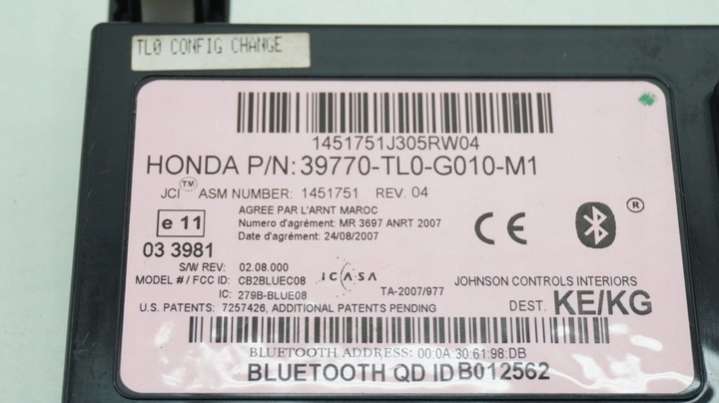 TL0 CONFIG CHANGE
1451751J305RW04
HONDA P/N: 39770-TL0-G010-M1
JCI™ ASM NUMBER: 1451751 REV. 04
e 11
03 3981
AGREE PAR L'ARNT MAROC
Numero d'agrément: MR 3697 ANRT 2007
Date d'agrément: 24/08/2007
CE
®
S/W REV: 02.08.000
MODEL # / FCC ID: CB2BLUEC08
IC: 279B-BLUE08
ICASA
TA-2007/977
JOHNSON CONTROLS INTERIORS
U.S. PATENTS: 7257426, ADDITIONAL PATENTS PENDING
DEST. KE/KG
BLUETOOTH ADDRESS: 00:0A:30:61:98:DB
BLUETOOTH QD ID B012562